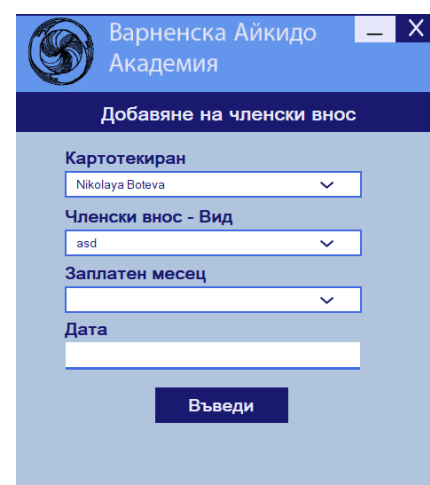 Варненска Айкидо
Академия
_ X
Добавяне на членски внос
Картотекиран
Nikolaya Boteva
Членски внос - Вид
asd
Заплатен месец
Дата
Въведи